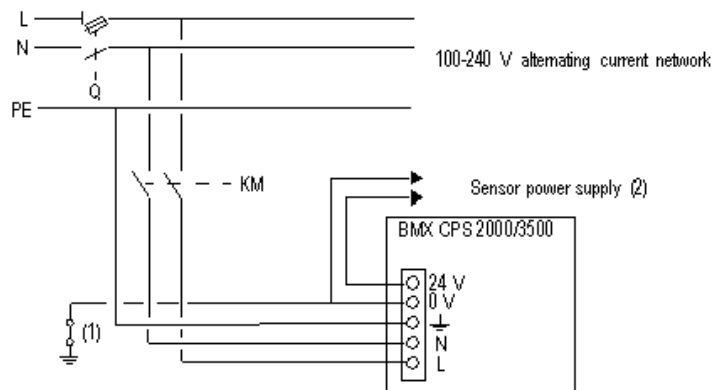 L
N
100-240 V alternating current network
Q
PE
KM
Sensor power supply (2)
BMX CPS 2000/3500
24 V
0 V
(1)
N
L